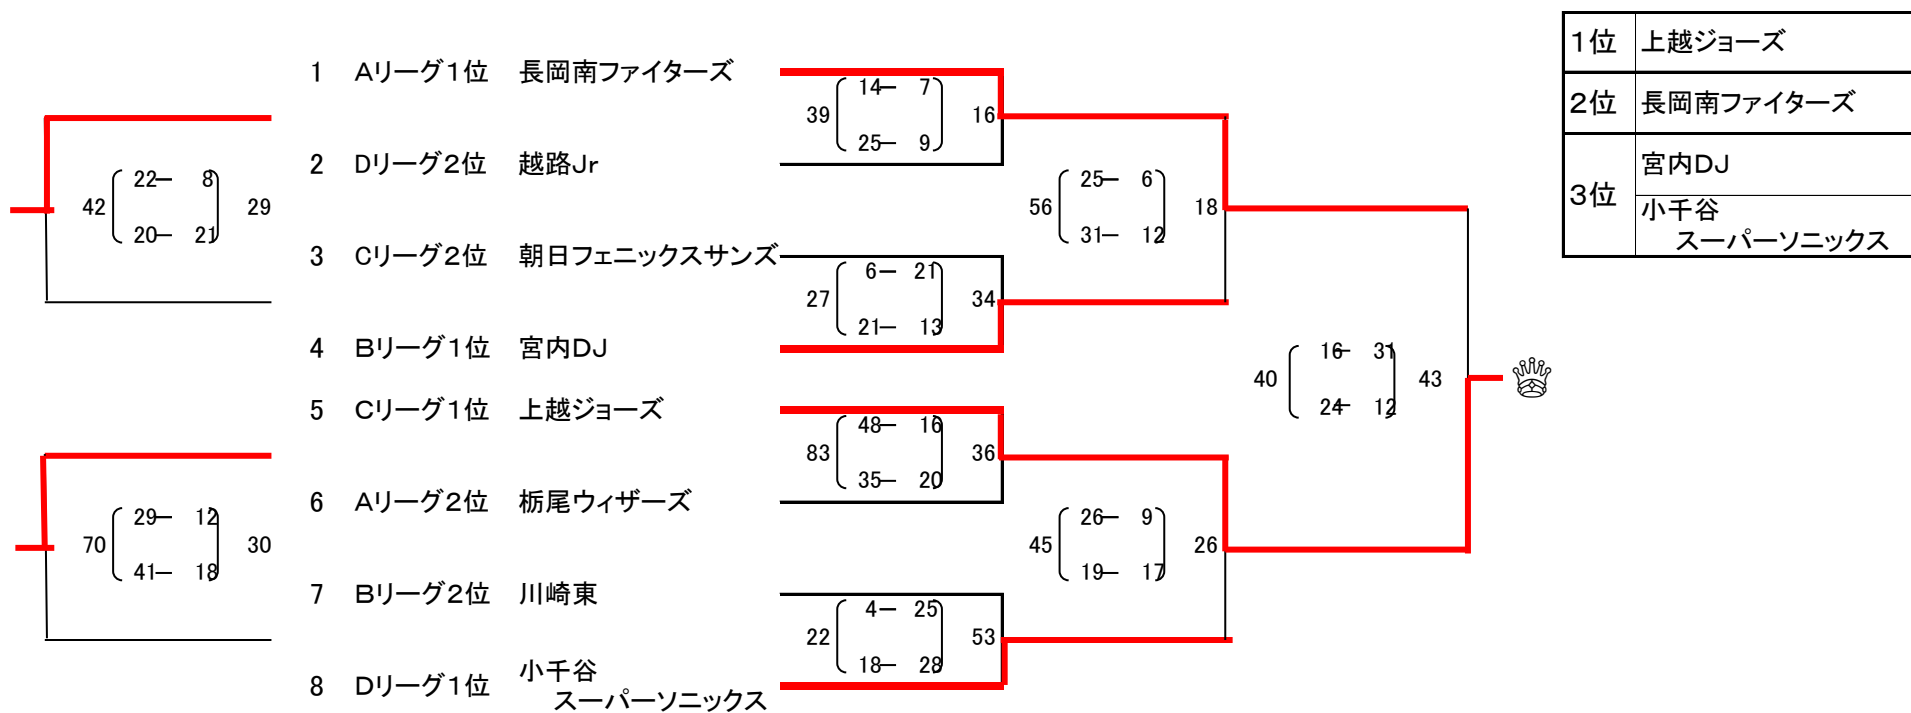 1位 上越ジョーズ
1 Aリーグ1位 長岡南ファイターズ
14― 7
39 16
25― 9
2位 長岡南ファイターズ
2 Dリーグ2位 越路Jr
宮内DJ
22― 8
25― 6
3位
42 29
56 18
小千谷
スーパーソニックス
20― 21
31― 12
3 Cリーグ2位 朝日フェニックスサンズ
6― 21
27 34
21― 13
4 Bリーグ1位 宮内DJ
16― 31
40 43
24― 12
5 Cリーグ1位 上越ジョーズ
48― 16
83 36
35― 20
6 Aリーグ2位 栃尾ウィザーズ
29― 12
26― 9
70 30
45 26
41― 18
19― 17
7 Bリーグ2位 川崎東
4― 25
22 53
18― 28
8 Dリーグ1位 小千谷
スーパーソニックス